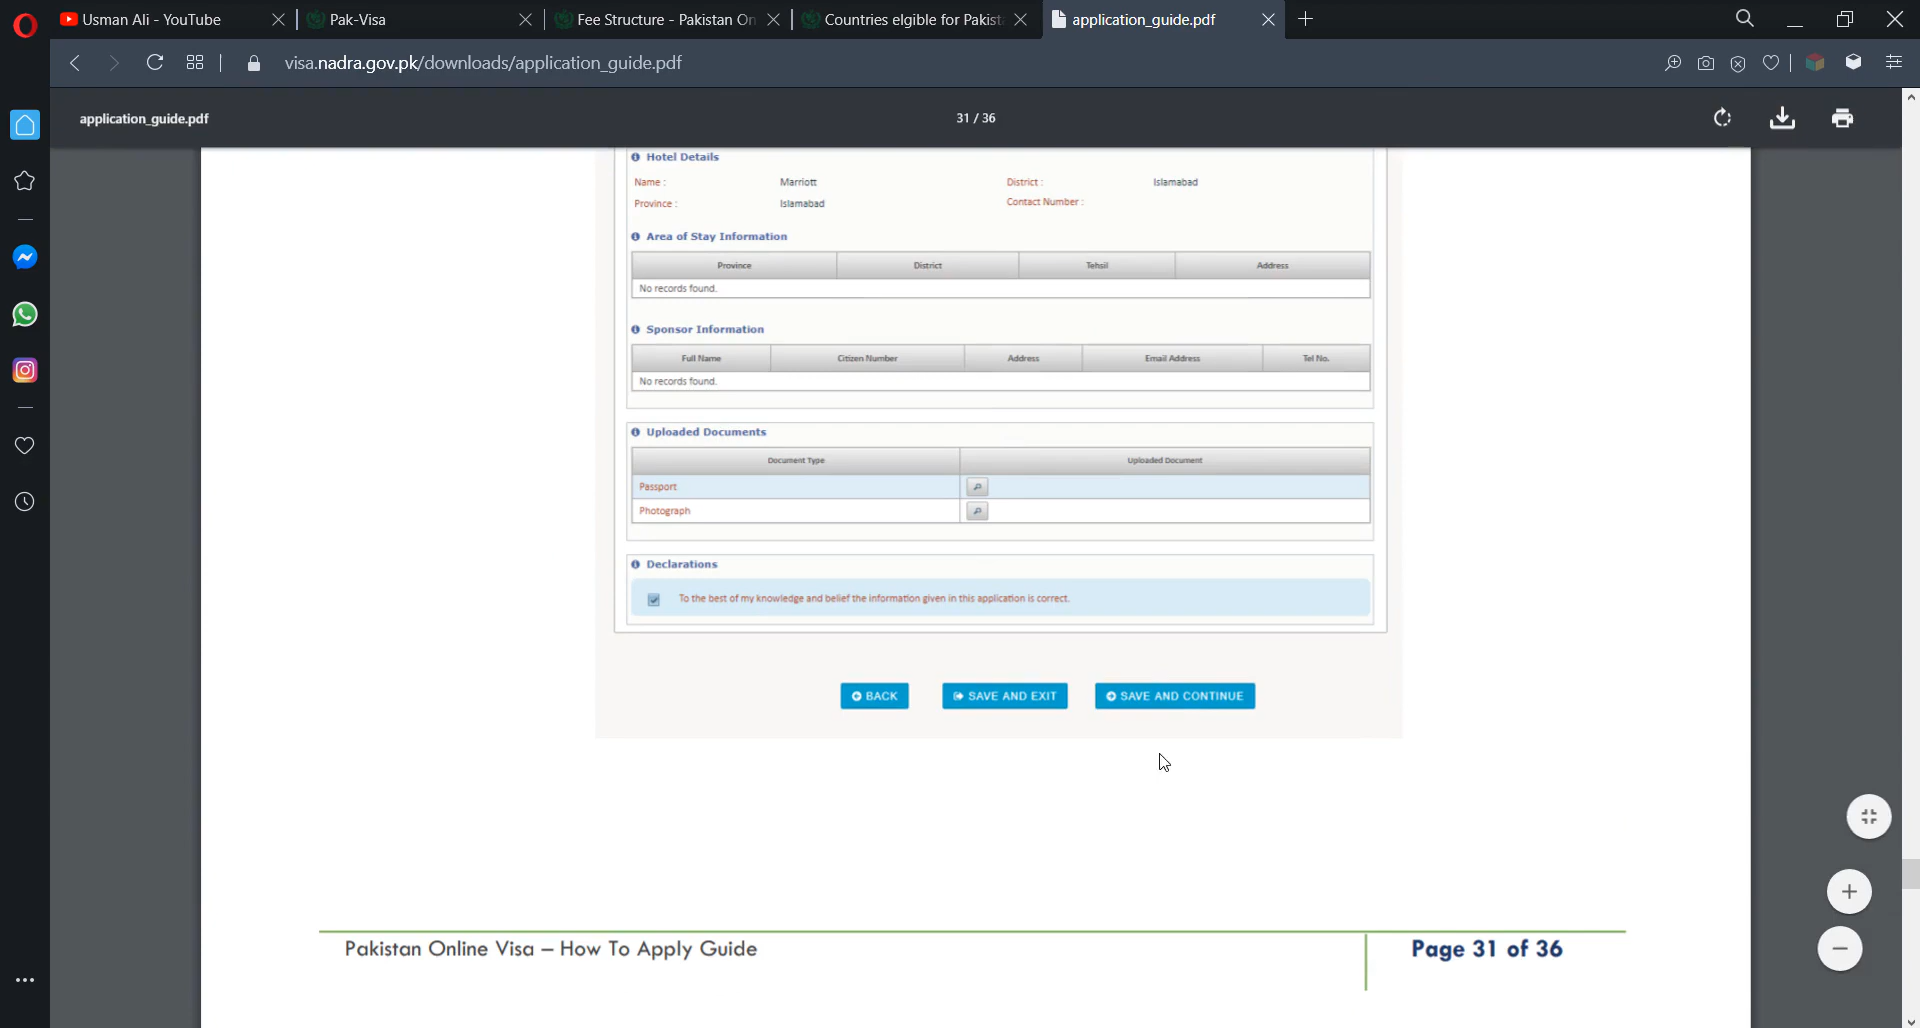 Usman Ali - YouTube
Pak-Visa
Fee Structure - Pakistan On
Countries elgible for Pakist
application_guide.pdf
visa.nadra.gov.pk/downloads/application_guide.pdf
application_guide.pdf
31 / 36
Hotel Details
Name : Marriott District : Islamabad
Province : Islamabad Contact Number :
Area of Stay Information
Province District Tehsil Address
No records found.
Sponsor Information
Full Name Citizen Number Address Email Address Tel No.
No records found.
Uploaded Documents
Document Type Uploaded Document
Passport
Photograph
Declarations
To the best of my knowledge and belief the information given in this application is correct.
BACK SAVE AND EXIT SAVE AND CONTINUE
Pakistan Online Visa – How To Apply Guide Page 31 of 36